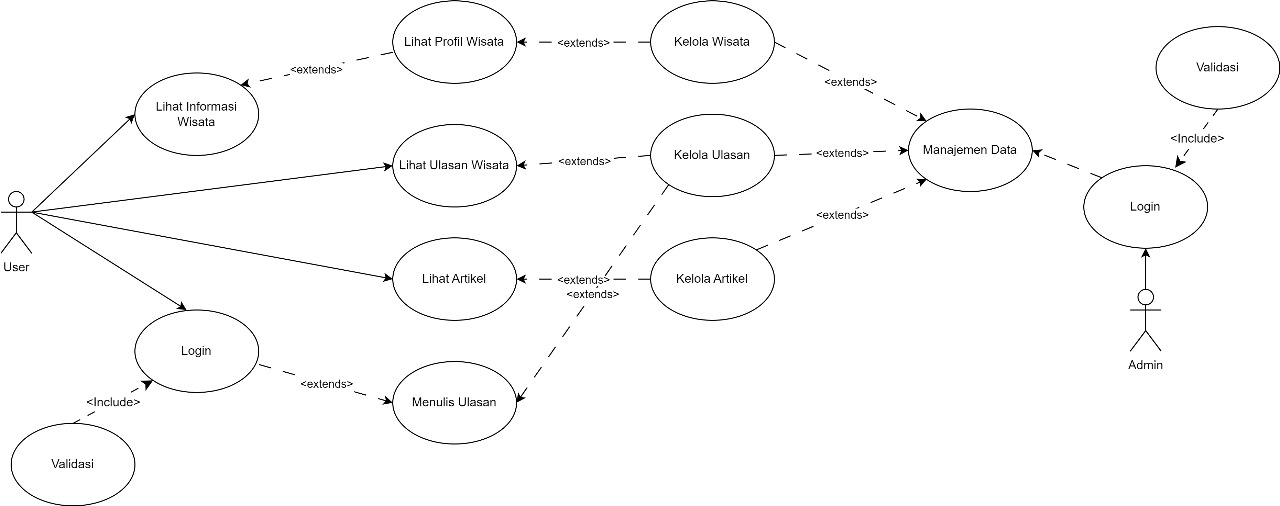 Lihat Profil Wisata
<extends>
Kelola Wisata
Validasi
<extends>
<extends>
Lihat Informasi
Wisata
<Include>
Lihat Ulasan Wisata
<extends>
Kelola Ulasan
<extends>
Manajemen Data
Login
<extends>
User
Lihat Artikel
<extends>
Kelola Artikel
<extends>
Admin
Login
<extends>
Menulis Ulasan
<Include>
Validasi